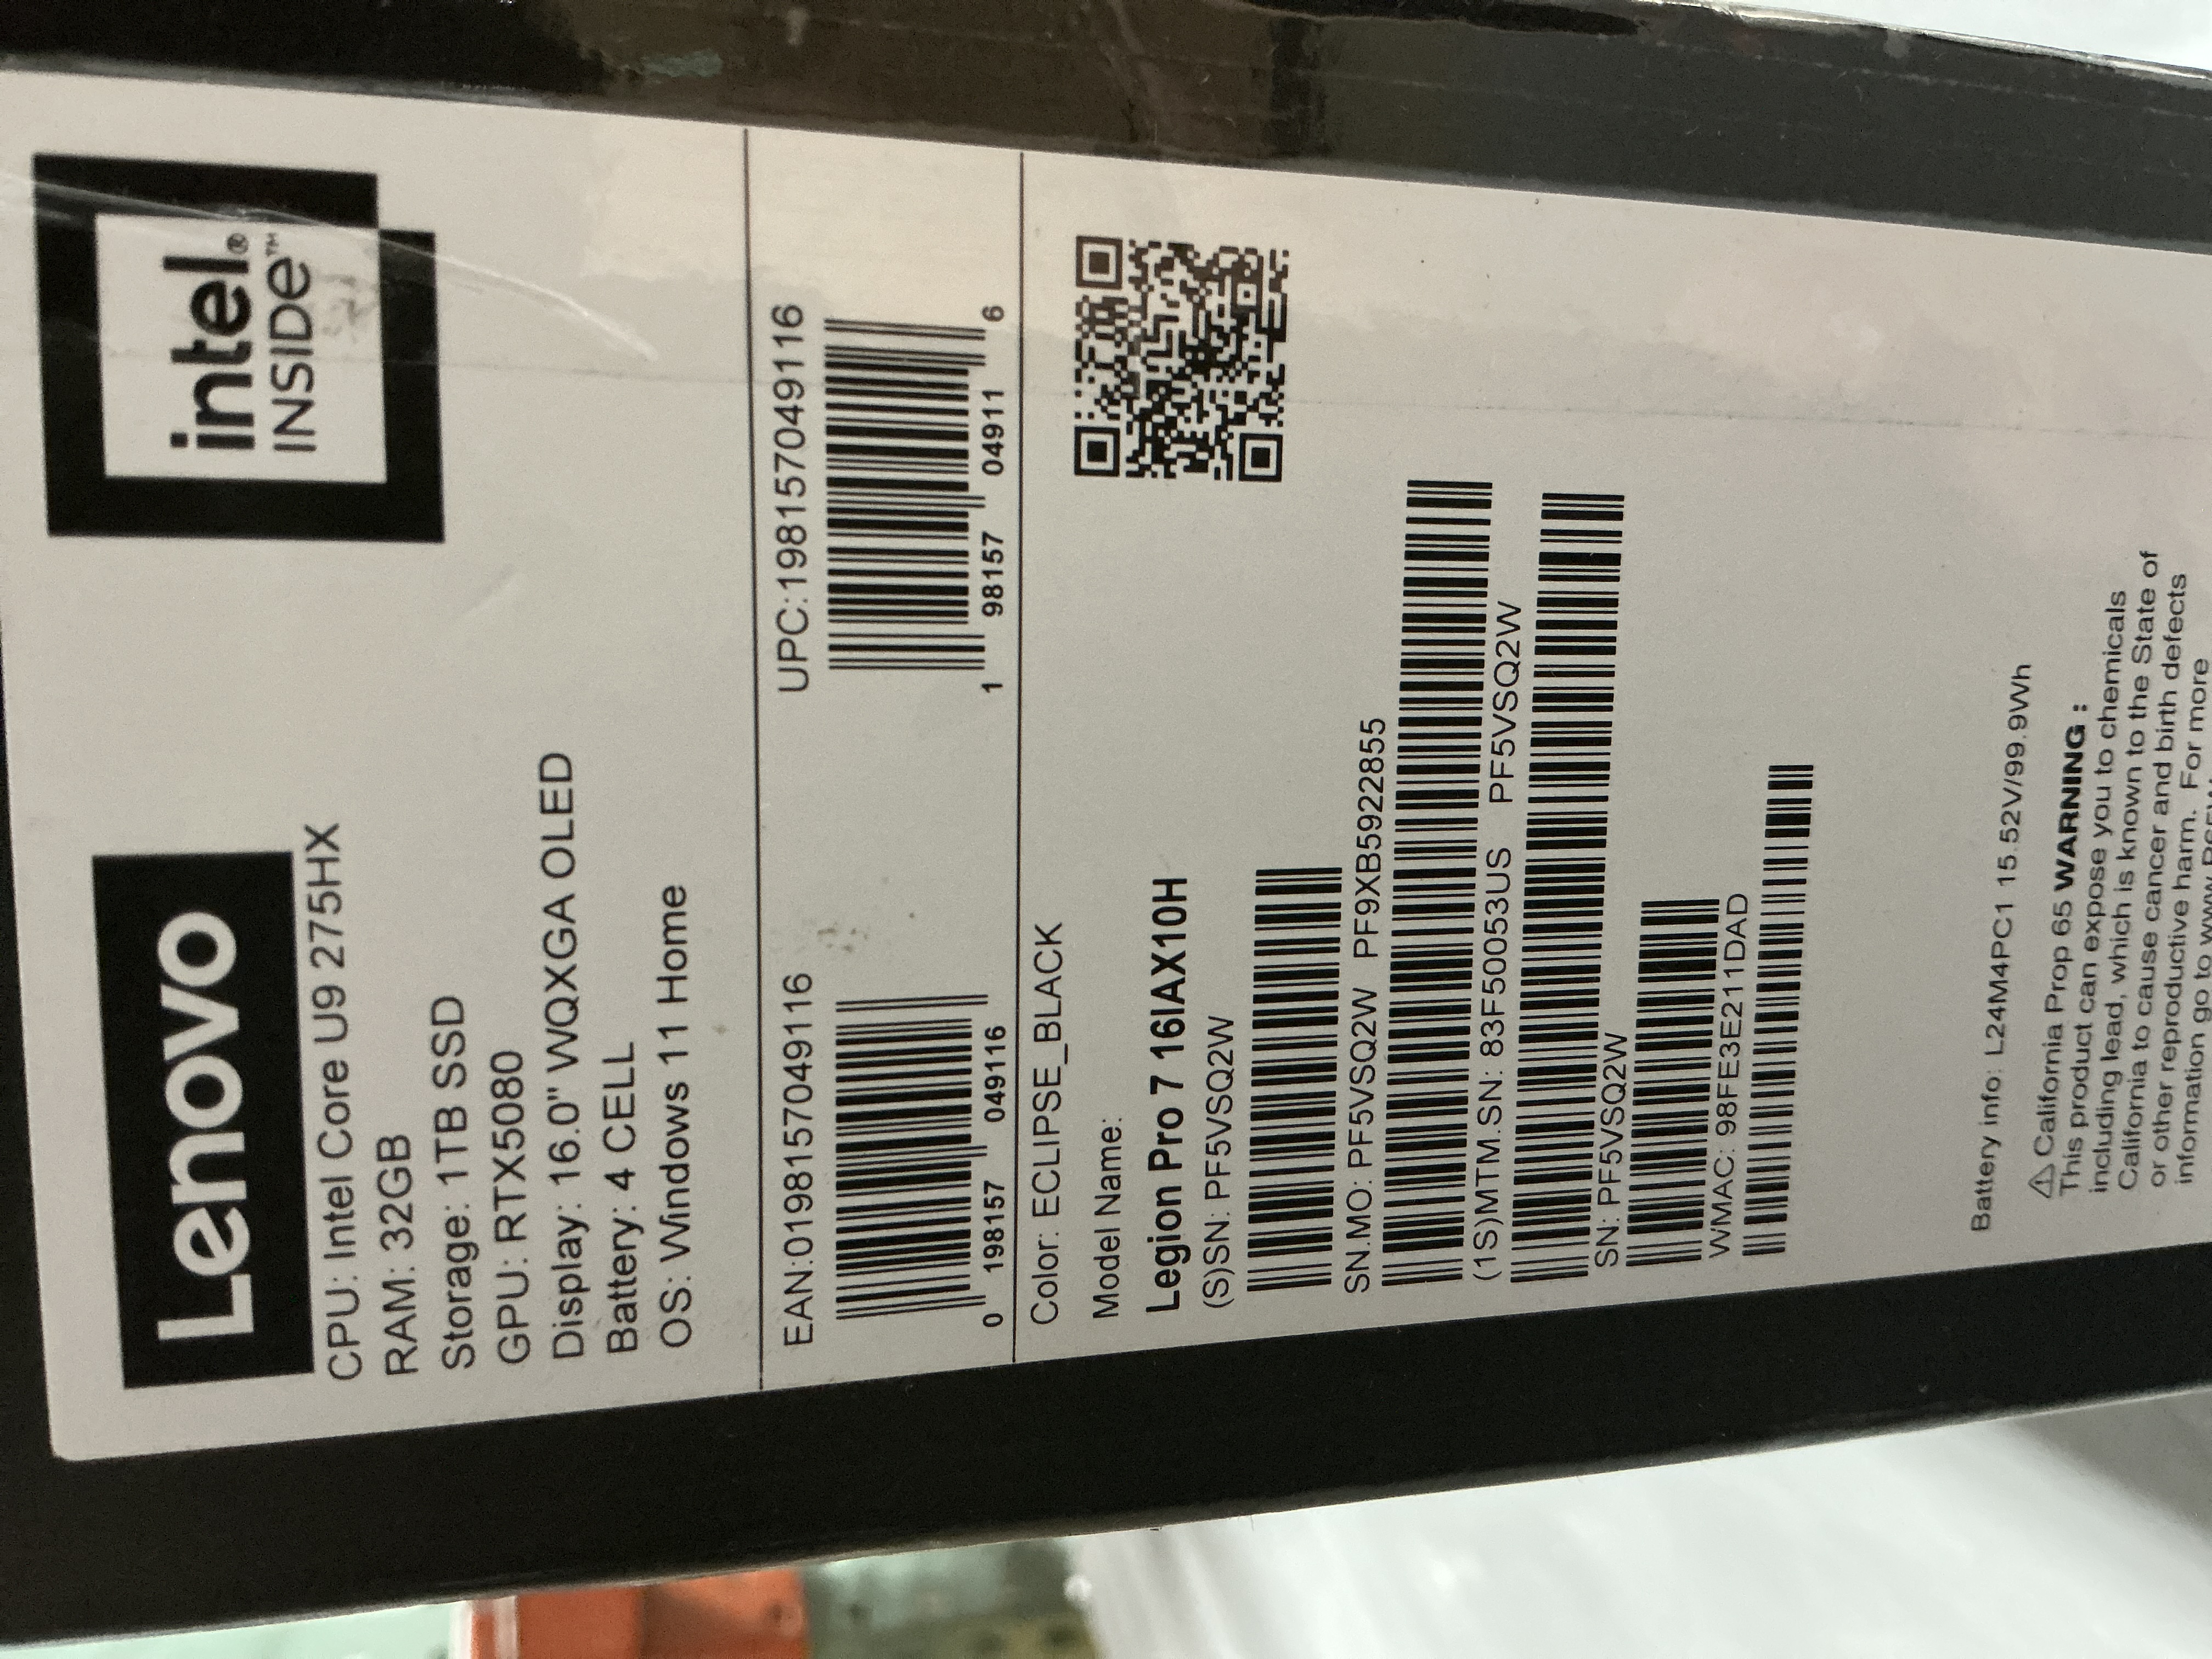 Lenovo
intel®
INSIDE™
CPU: Intel Core U9 275HX
RAM: 32GB
Storage: 1TB SSD
GPU: RTX5080
Display: 16.0" WQXGA OLED
Battery: 4 CELL
OS: Windows 11 Home
EAN:0198157049116
0 198157 049116
UPC:198157049116
1 98157 04911 6
Color: ECLIPSE_BLACK
Model Name:
Legion Pro 7 16IAX10H
(S)SN: PF5VSQ2W
SN.MO: PF5VSQ2W PF9XB5922855
(1S)MTM.SN: 83F50053US PF5VSQ2W
SN: PF5VSQ2W
WMAC: 98FE3E211DAD
Battery info: L24M4PC1 15.52V/99.9Wh
⚠ California Prop 65 WARNING :
This product can expose you to chemicals
including lead, which is known to the State of
California to cause cancer and birth defects
or other reproductive harm. For more
information go to